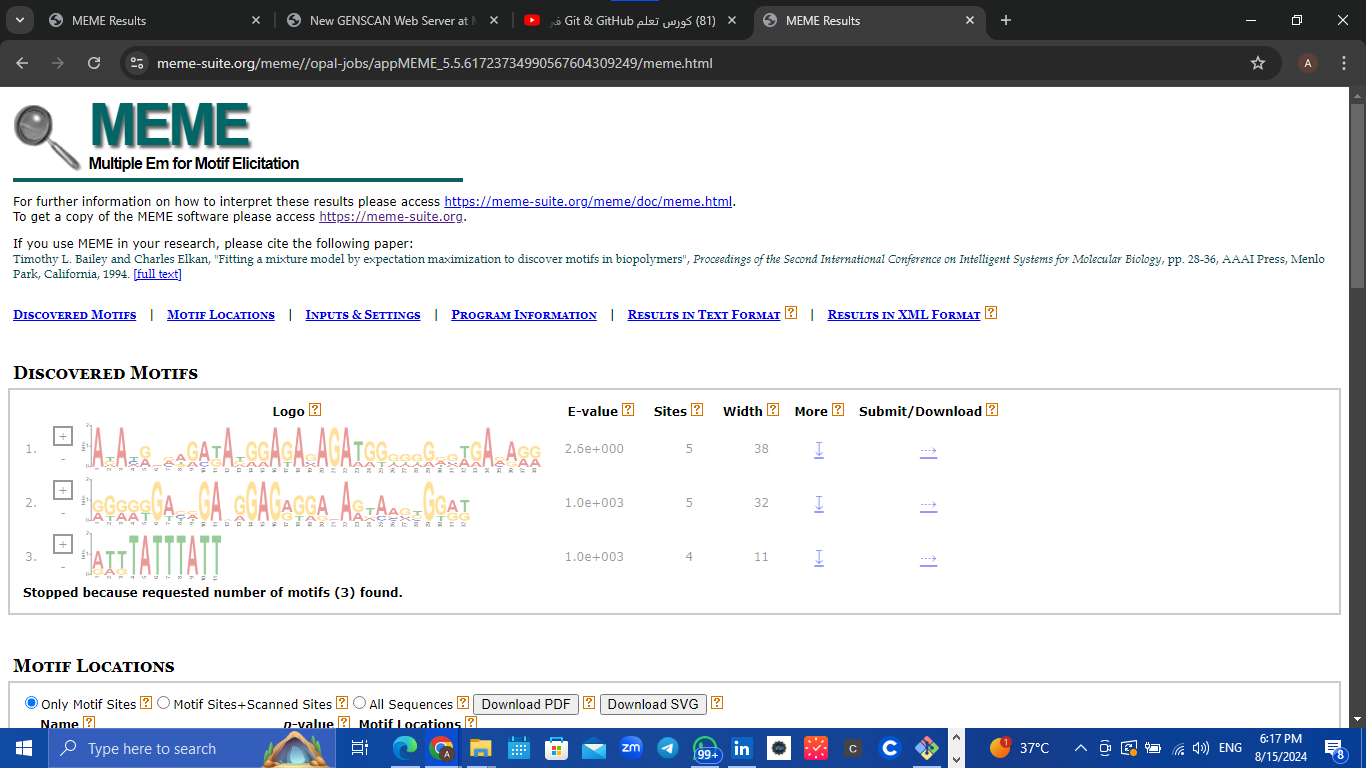 MEME Results
New GENSCAN Web Server at M
(81) كورس تعلم Git & GitHub
MEME Results
meme-suite.org/meme//opal-jobs/appMEME_5.5.61723734990567604309249/meme.html
A
MEME
Multiple Em for Motif Elicitation
For further information on how to interpret these results please access https://meme-suite.org/meme/doc/meme.html.
To get a copy of the MEME software please access https://meme-suite.org.
If you use MEME in your research, please cite the following paper:
Timothy L. Bailey and Charles Elkan, "Fitting a mixture model by expectation maximization to discover motifs in biopolymers", Proceedings of the Second International Conference on Intelligent Systems for Molecular Biology, pp. 28-36, AAAI Press, Menlo
Park, California, 1994. [full text]
Discovered Motifs | Motif Locations | Inputs & Settings | Program Information | Results in Text Format ? | Results in XML Format ?
Discovered Motifs
Logo ? E-value ? Sites ? Width ? More ? Submit/Download ?
1. + - 2.6e+000 5 38
2. + - 1.0e+003 5 32
3. + - TATTTATT 1.0e+003 4 11
Stopped because requested number of motifs (3) found.
Motif Locations
Only Motif Sites ? Motif Sites+Scanned Sites ? All Sequences ? Download PDF ? Download SVG ?
Name ? p-value ? Motif Locations ?
Type here to search
zm
99+
in
C
C
1
37°C
ENG
6:17 PM
8/15/2024
8